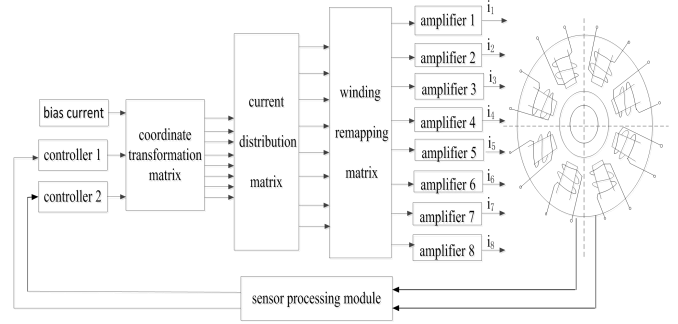 bias current
controller 1
controller 2
coordinate
transformation
matrix
current
distribution
matrix
winding
remapping
matrix
amplifier 1
i1
amplifier 2
i2
amplifier 3
i3
amplifier 4
i4
amplifier 5
i5
amplifier 6
i6
amplifier 7
i7
amplifier 8
i8
sensor processing module